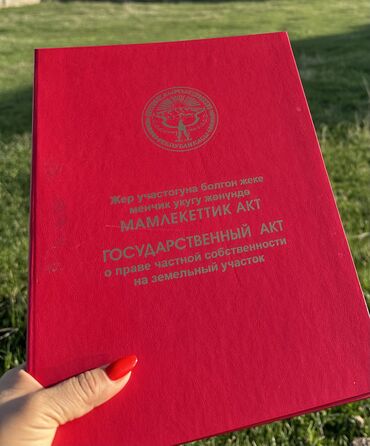 Жер участогуна болгон жеке
менчик укугу жөнүндө
МАМЛЕКЕТТИК АКТ
ГОСУДАРСТВЕННЫЙ АКТ
о праве частной собственности
на земельный участок